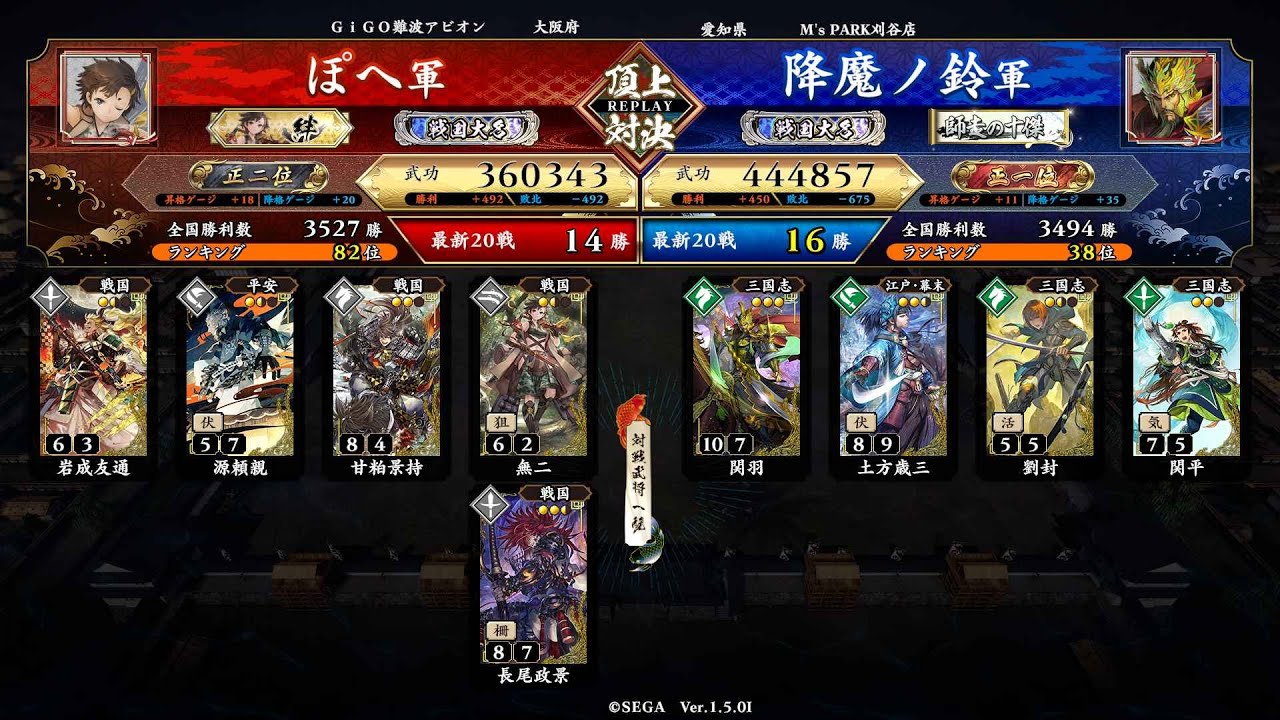 GiGO難波アビオン 大阪府
愛知県 M's PARK刈谷店
ぽへ軍
頂上
REPLAY
対決
降魔ノ鈴軍
絆
戦国大名
戦国大名
師走の十傑
正二位
武功 360343
勝利 +492 敗北 -492
昇格ゲージ +18 降格ゲージ +20
武功 444857
勝利 +450 敗北 -675
正一位
昇格ゲージ +11 降格ゲージ +35
全国勝利数 3527勝
ランキング 82位
最新20戦 14勝
最新20戦 16勝
全国勝利数 3494勝
ランキング 38位
戦国
6 3
岩成友通
平安
伏
5 7
源頼親
戦国
8 4
甘粕景持
戦国
狙
6 2
無二
三国志
10 7
関羽
江戸・幕末
伏
8 9
土方歳三
三国志
活
5 5
劉封
三国志
気
7 5
関平
対戦武将一覧
戦国
柵
8 7
長尾政景
©SEGA Ver.1.5.0I